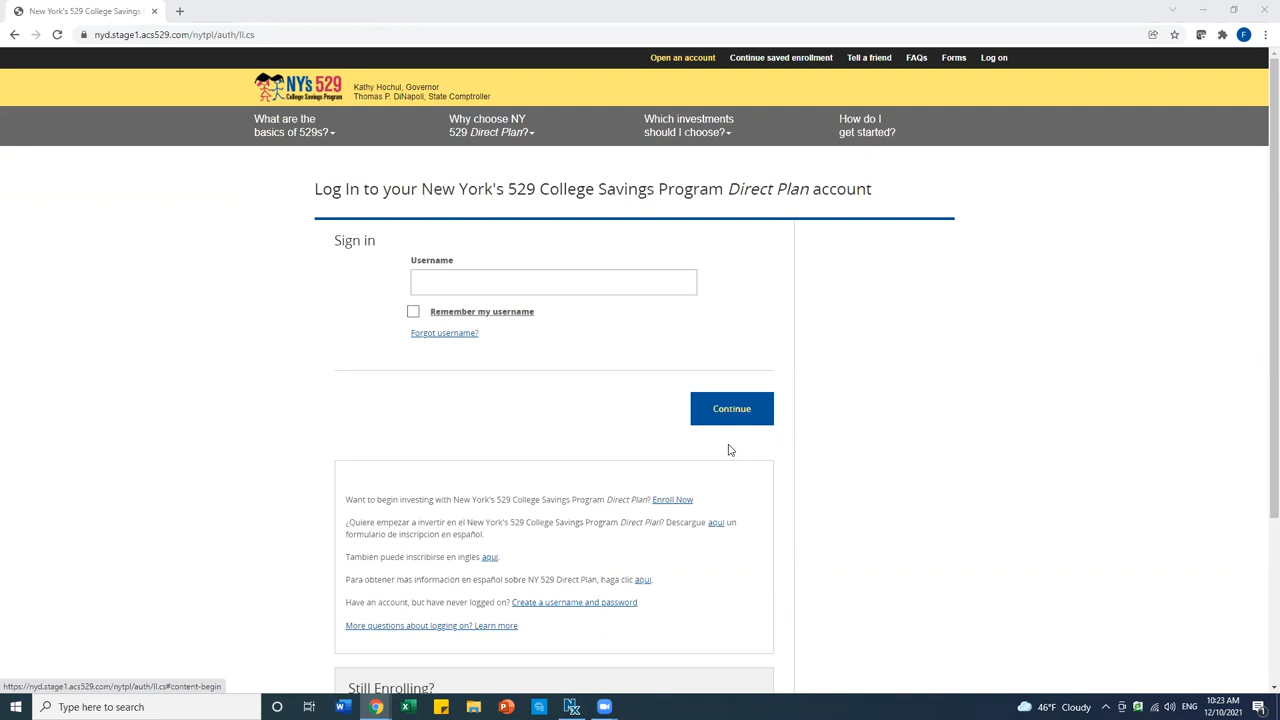 New York's 529 College Savings
nyd.stage1.acs529.com/nytpl/auth/ll.cs
F
Open an account
Continue saved enrollment
Tell a friend
FAQs
Forms
Log on
NY's 529
College Savings Program
Kathy Hochul, Governor
Thomas P. DiNapoli, State Comptroller
What are the
basics of 529s?
Why choose NY
529 Direct Plan?
Which investments
should I choose?
How do I
get started?
Log In to your New York's 529 College Savings Program Direct Plan account
Sign in
Username
Remember my username
Forgot username?
Continue
Want to begin investing with New York's 529 College Savings Program Direct Plan? Enroll Now
¿Quiere empezar a invertir en el New York's 529 College Savings Program Direct Plan? Descargue aquí un
formulario de inscripción en español.
También puede inscribirse en inglés aquí.
Para obtener más información en español sobre NY 529 Direct Plan, haga clic aquí.
Have an account, but have never logged on? Create a username and password
More questions about logging on? Learn more
Still Enrolling?
https://nyd.stage1.acs529.com/nytpl/auth/ll.cs#content-begin
Type here to search
46°F Cloudy
10:23 AM
12/10/2021